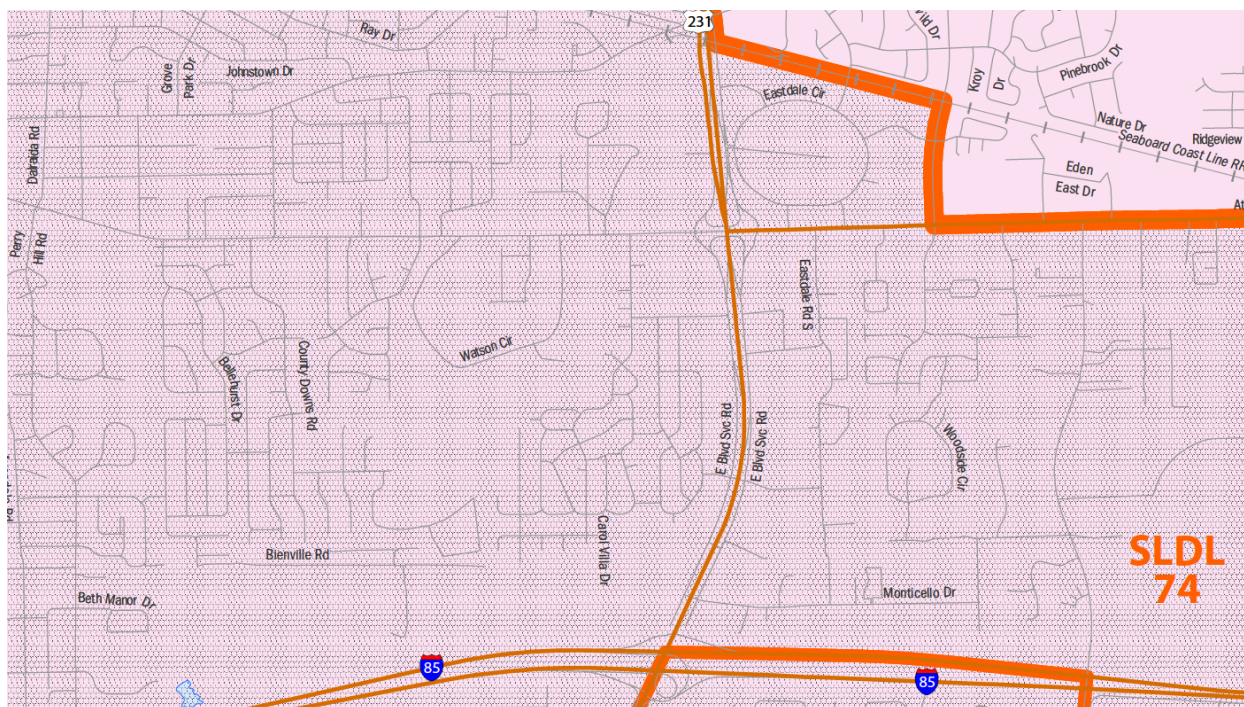 231
Ray Dr
Wild Dr
Grove
Park Dr
Johnstown Dr
Eastdale Cir
Kroy
Dr
Pinebrook Dr
Nature Dr
Seaboard Coast Line RR
Ridgeview
Dalraida Rd
Eden
East Dr
At
Perry
Hill Rd
Eastdale Rd S
Watson Cir
Bellehurst Dr
County Downs Rd
E Blvd Svc Rd
E Blvd Svc Rd
Woodside Cir
Carol Villa Dr
Bienville Rd
SLDL
74
Beth Manor Dr
Monticello Dr
85
85